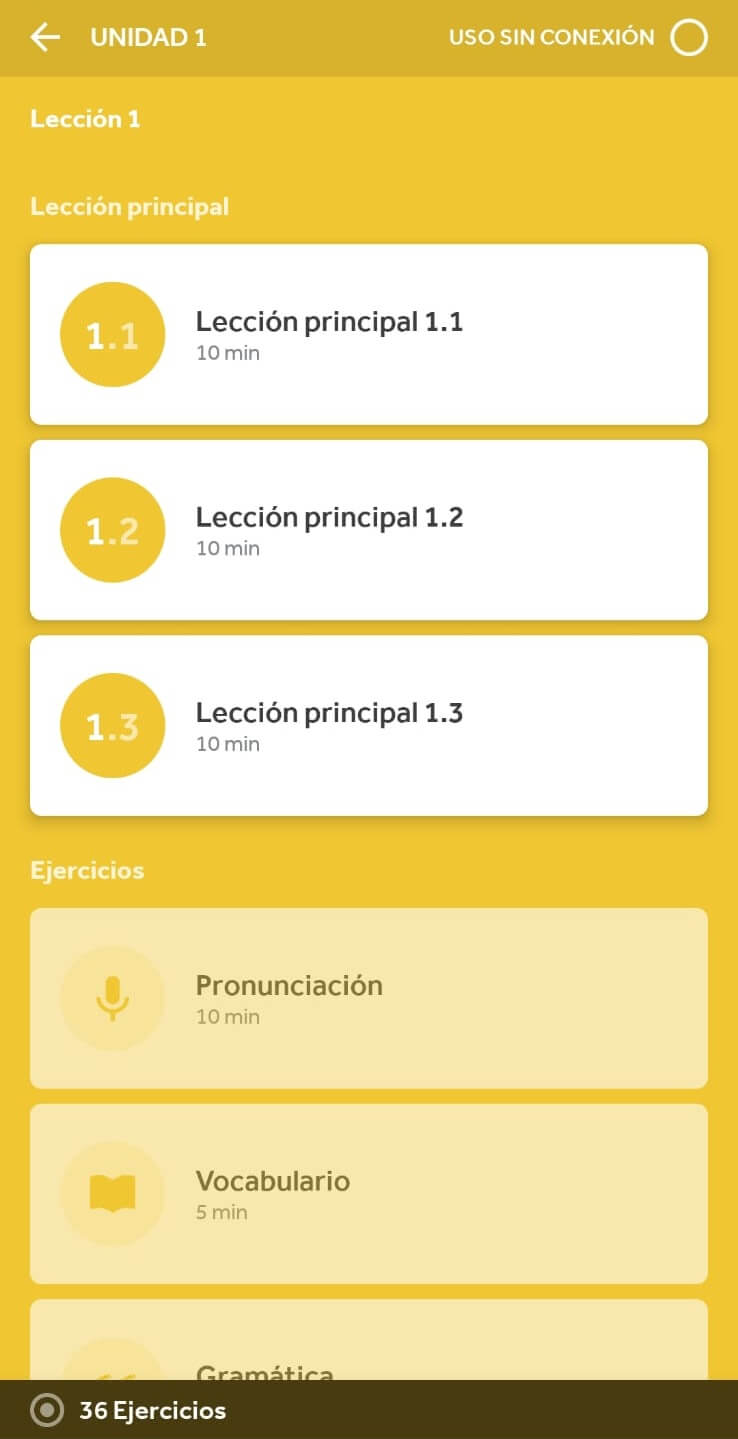 UNIDAD 1
USO SIN CONEXIÓN
Lección 1
Lección principal
1.1
Lección principal 1.1
10 min
1.2
Lección principal 1.2
10 min
1.3
Lección principal 1.3
10 min
Ejercicios
Pronunciación
10 min
Vocabulario
5 min
Gramática
36 Ejercicios